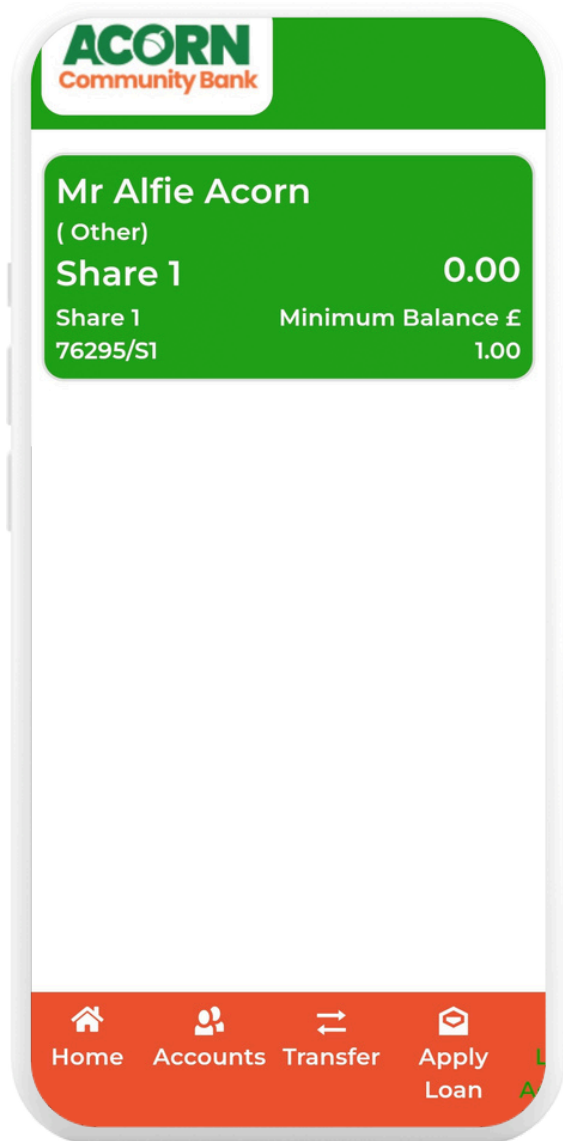 ACORN
Community Bank
Mr Alfie Acorn
( Other)
Share 1 0.00
Share 1 Minimum Balance £
76295/S1 1.00
Home Accounts Transfer Apply
Loan